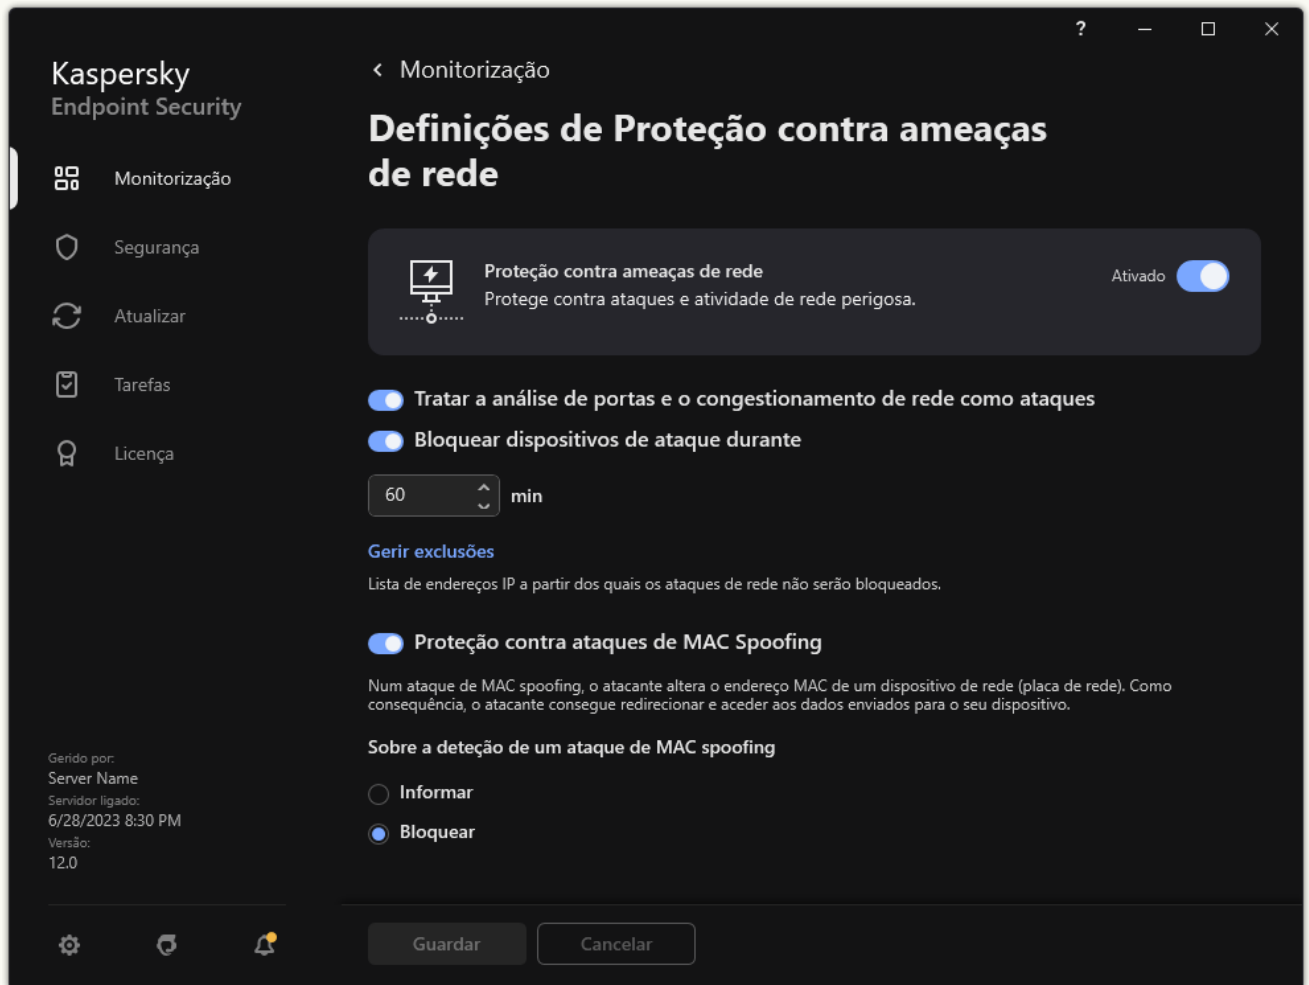 ?
Kaspersky
Endpoint Security
Monitorização
Segurança
Atualizar
Tarefas
Licença
Gerido por:
Server Name
Servidor ligado:
6/28/2023 8:30 PM
Versão:
12.0
Monitorização
Definições de Proteção contra ameaças
de rede
Proteção contra ameaças de rede
Protege contra ataques e atividade de rede perigosa.
Ativado
Tratar a análise de portas e o congestionamento de rede como ataques
Bloquear dispositivos de ataque durante
60 min
Gerir exclusões
Lista de endereços IP a partir dos quais os ataques de rede não serão bloqueados.
Proteção contra ataques de MAC Spoofing
Num ataque de MAC spoofing, o atacante altera o endereço MAC de um dispositivo de rede (placa de rede). Como
consequência, o atacante consegue redirecionar e aceder aos dados enviados para o seu dispositivo.
Sobre a deteção de um ataque de MAC spoofing
Informar
Bloquear
Guardar Cancelar